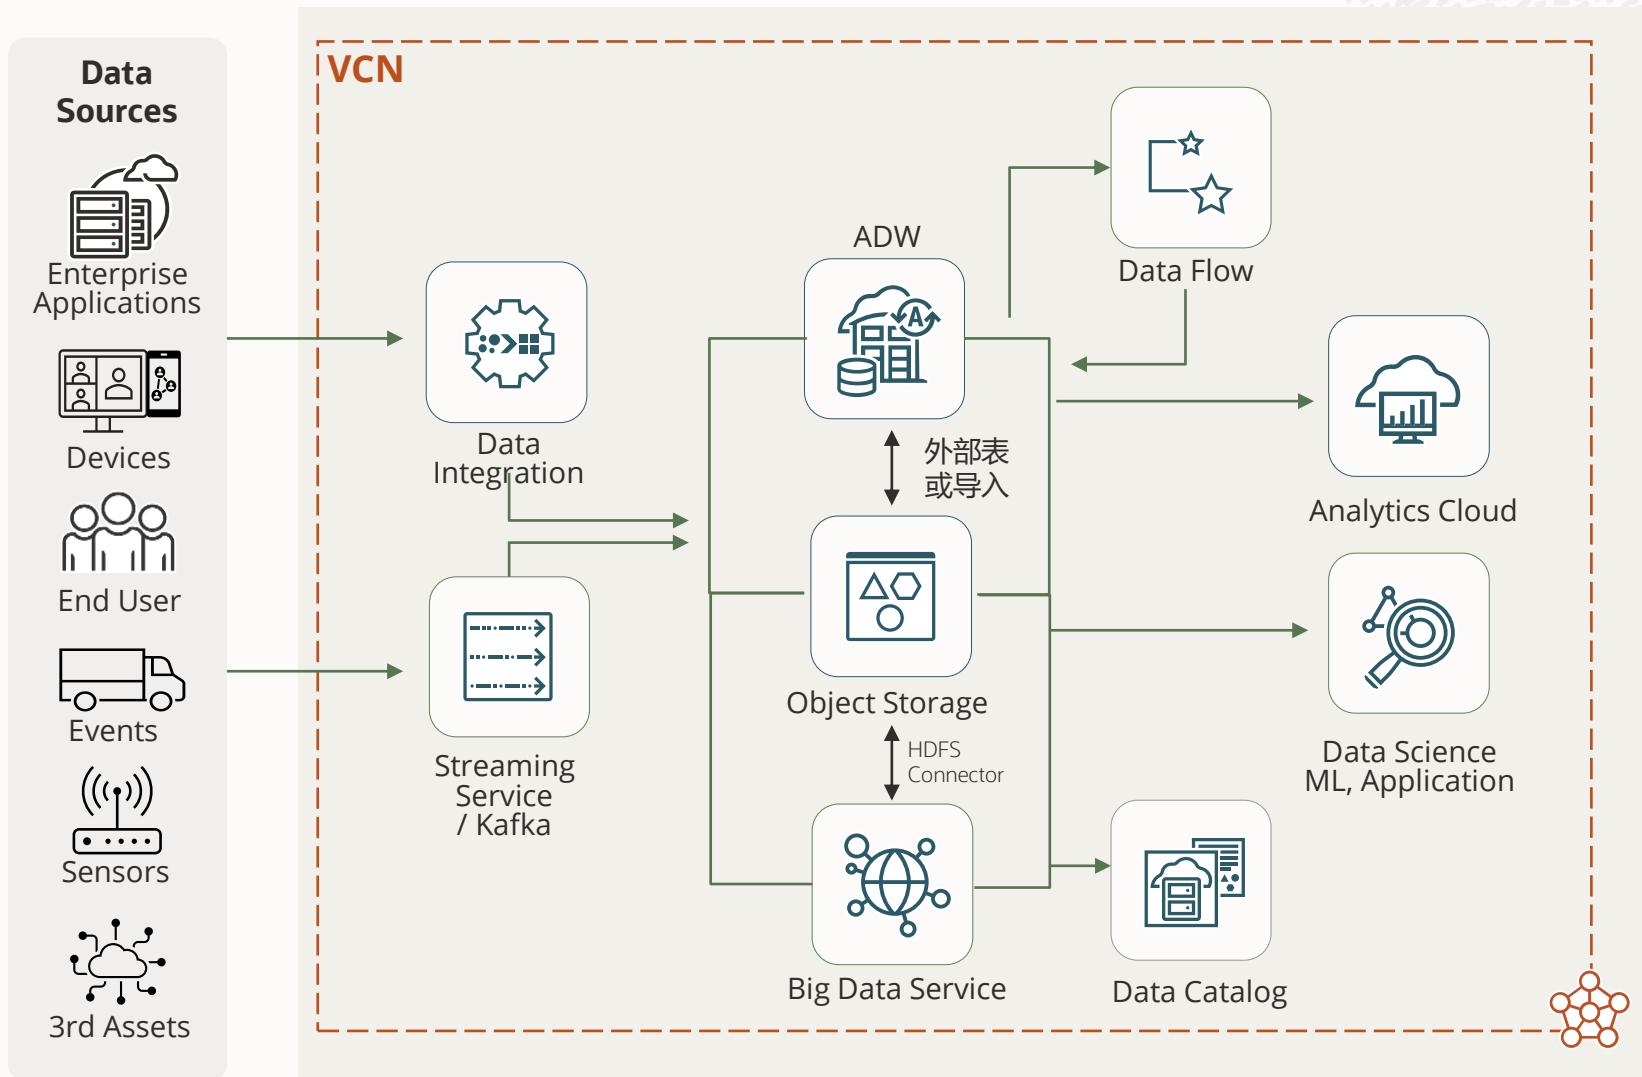 Data
Sources
Enterprise
Applications
Devices
End User
Events
Sensors
3rd Assets
VCN
Data
Integration
Streaming
Service
/ Kafka
ADW
A
外部表
或导入
Object Storage
HDFS
Connector
Big Data Service
Data Flow
Analytics Cloud
Data Science
ML, Application
Data Catalog